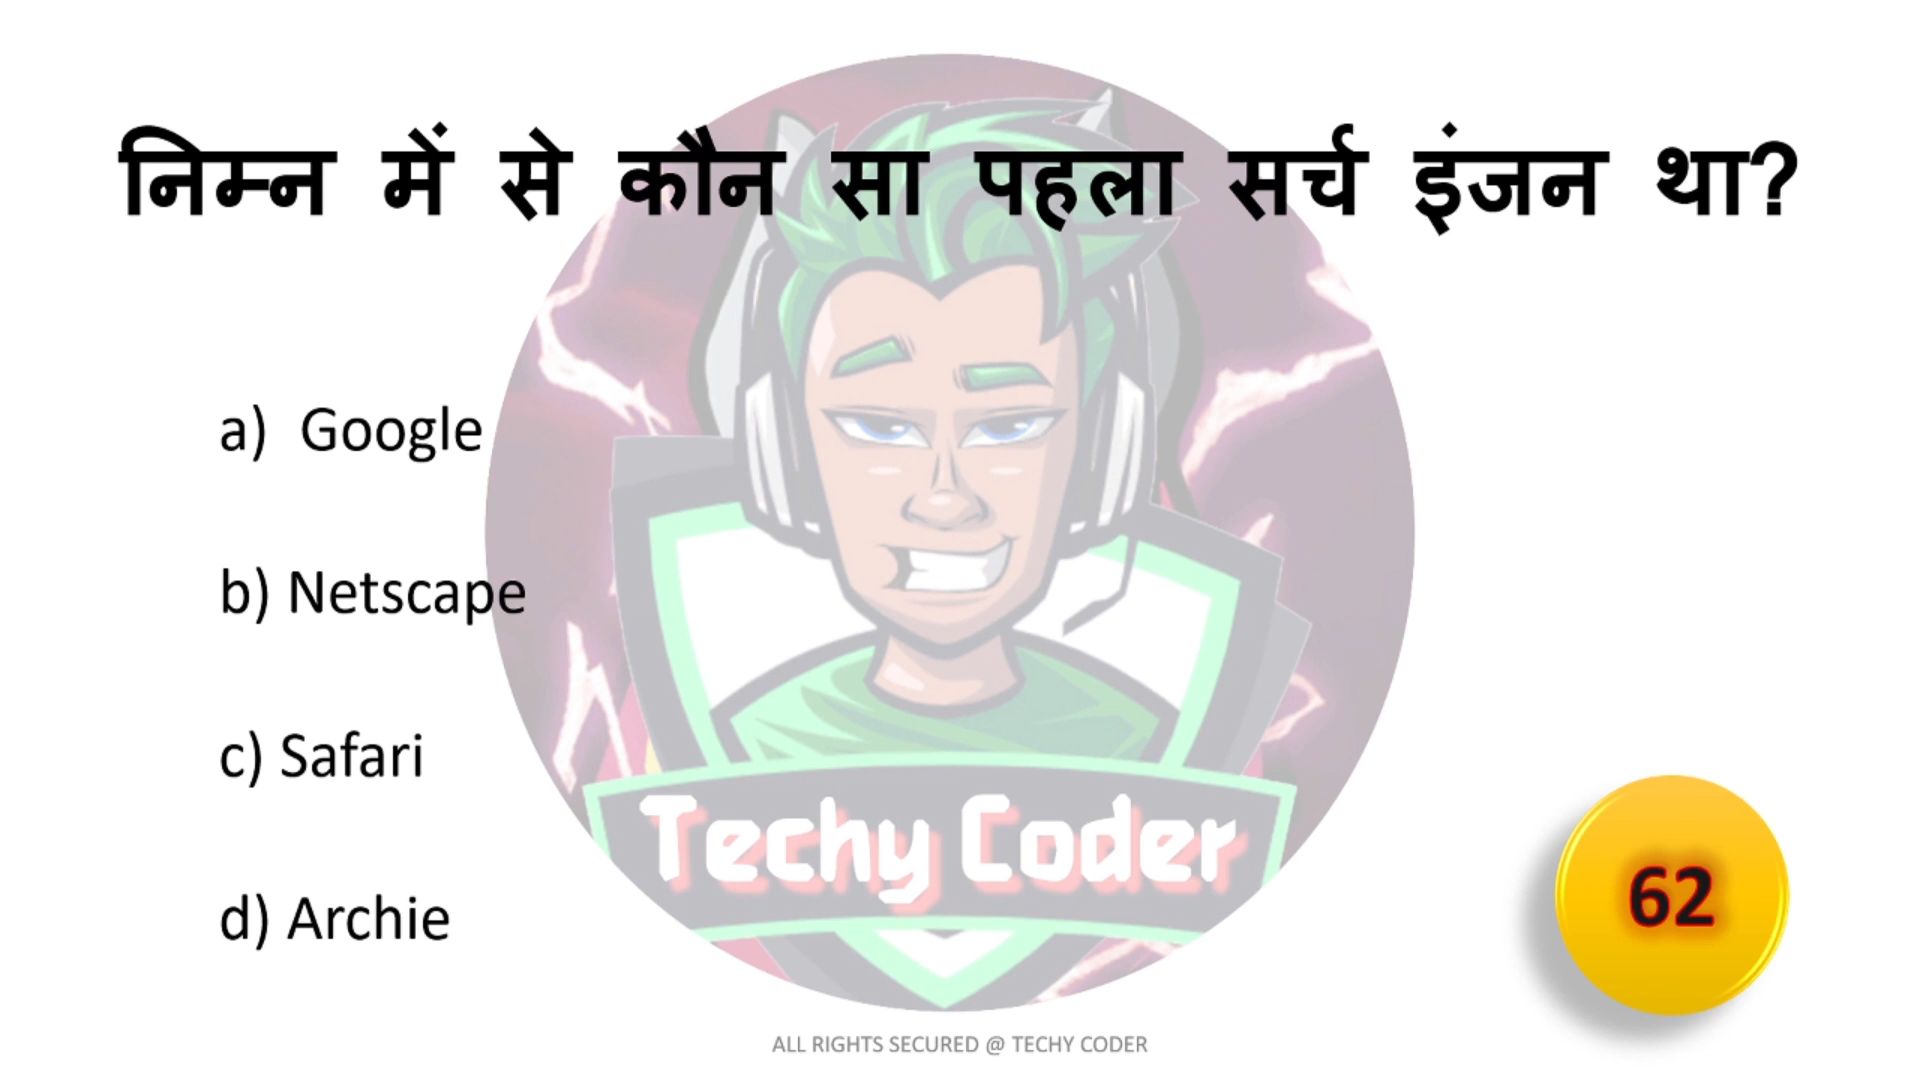 निम्न में से कौन सा पहला सर्च इंजन था?
a) Google
b) Netscape
c) Safari
d) Archie
Techy Coder
62
ALL RIGHTS SECURED @ TECHY CODER